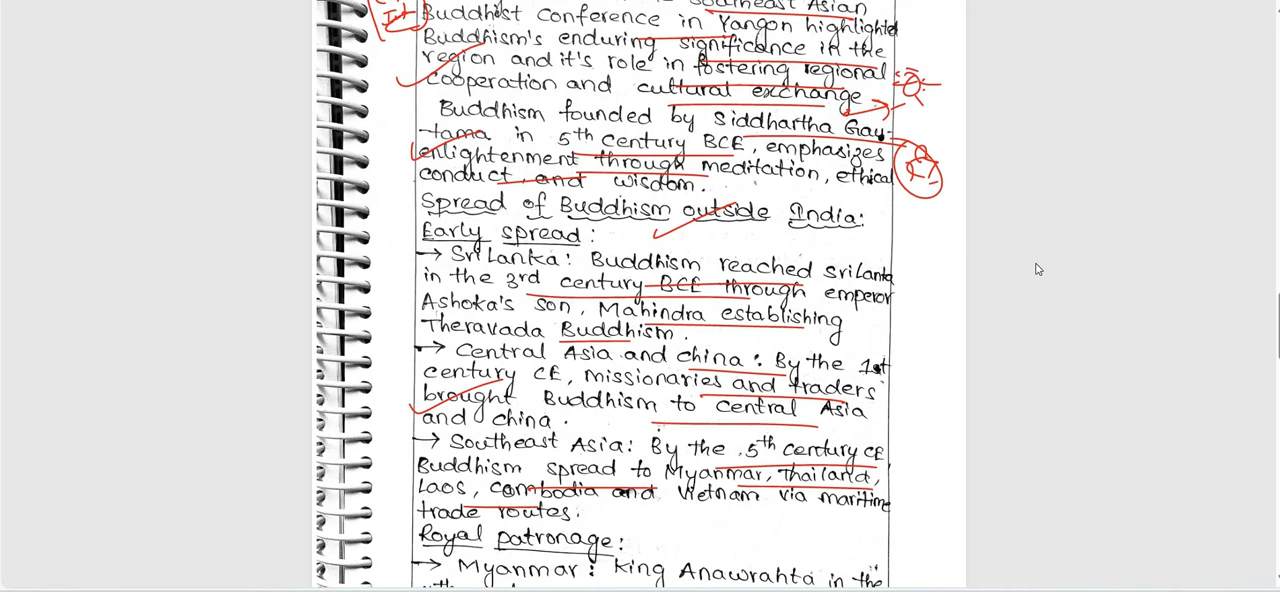 Southeast Asian
Int
Buddhist conference in Yangon highlighted
Buddhism's enduring significance in the
region and it's role in fostering regional
cooperation and cultural exchange
Buddhism founded by Siddhartha Gau-
-tama in 5th century BCE, emphasizes
enlightenment through meditation, ethical
conduct and wisdom.
Spread of Buddhism outside India:
Early spread:
→ Sri Lanka: Buddhism reached srilanka
in the 3rd century BCE through emperor
Ashoka's son, Mahindra establishing
Theravada Buddhism.
→ Central Asia and china: By the 1st
century CE, missionaries and traders
brought Buddhism to central Asia
and china.
→ Southeast Asia: By the 5th century CE
Buddhism spread to Myanmar, Thailand,
Laos, combodia and Vietnam via maritime
trade routes.
Royal patronage:
→ Myanmar: King Anawrahta in the